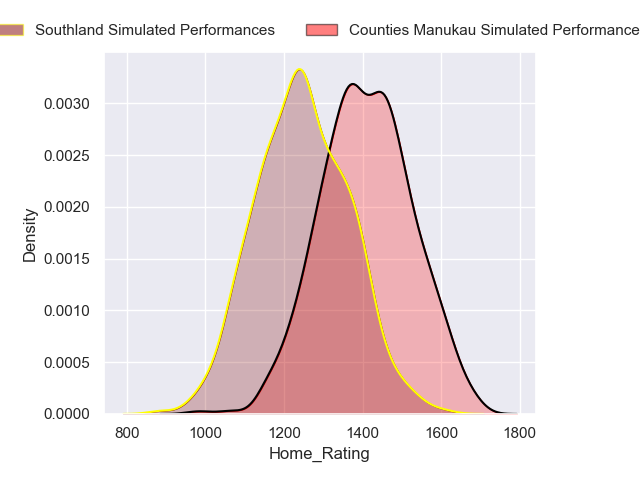 Southland Simulated Performances
Counties Manukau Simulated Performance
0.0030
0.0025
0.0020
0.0015
0.0010
0.0005
0.0000
Density
800 1000 1200 1400 1600 1800
Home_Rating